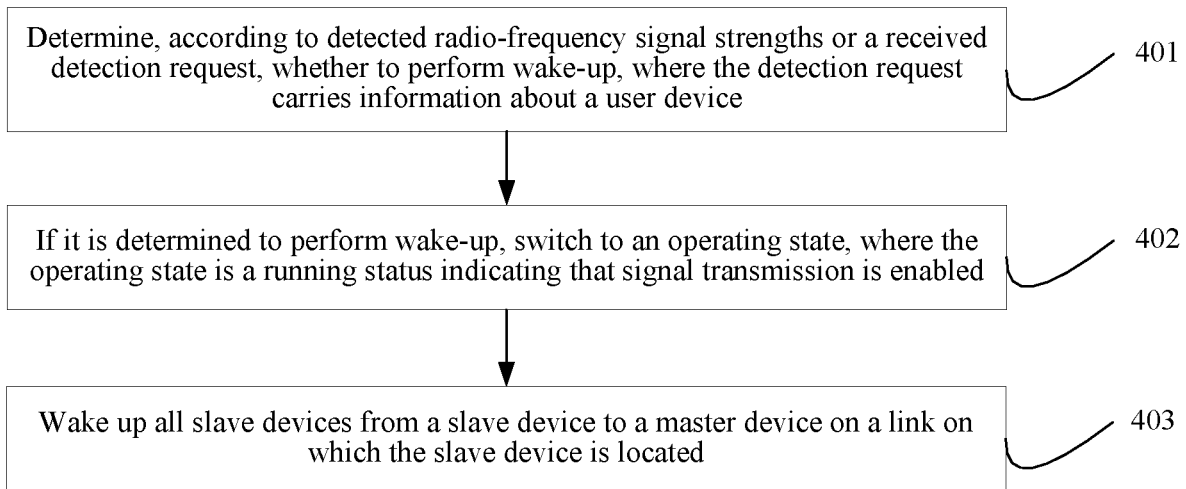 Determine, according to detected radio-frequency signal strengths or a received
detection request, whether to perform wake-up, where the detection request
carries information about a user device
401
If it is determined to perform wake-up, switch to an operating state, where the
operating state is a running status indicating that signal transmission is enabled
402
Wake up all slave devices from a slave device to a master device on a link on
which the slave device is located
403